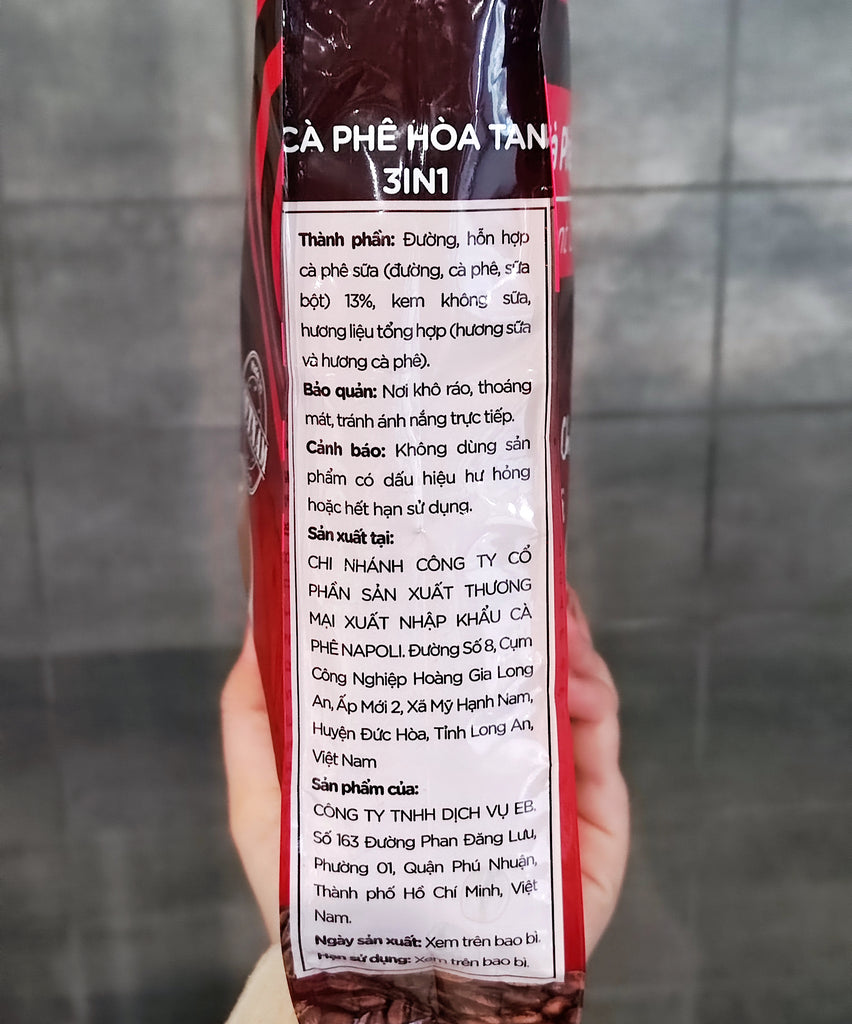 CÀ PHÊ HÒA TAN
3IN1
Thành phần: Đường, hỗn hợp
cà phê sữa (đường, cà phê, sữa
bột) 13%, kem không sữa,
hương liệu tổng hợp (hương sữa
và hương cà phê).
Bảo quản: Nơi khô ráo, thoáng
mát, tránh ánh nắng trực tiếp.
Cảnh báo: Không dùng sản
phẩm có dấu hiệu hư hỏng
hoặc hết hạn sử dụng.
Sản xuất tại:
CHI NHÁNH CÔNG TY CỔ
PHẦN SẢN XUẤT THƯƠNG
MẠI XUẤT NHẬP KHẨU CÀ
PHÊ NAPOLI. Đường Số 8, Cụm
Công Nghiệp Hoàng Gia Long
An, Ấp Mới 2, Xã Mỹ Hạnh Nam,
Huyện Đức Hòa, Tỉnh Long An,
Việt Nam
Sản phẩm của:
CÔNG TY TNHH DỊCH VỤ EB.
Số 163 Đường Phan Đăng Lưu,
Phường 01, Quận Phú Nhuận,
Thành phố Hồ Chí Minh, Việt
Nam.
Ngày sản xuất: Xem trên bao bì.
Hạn sử dụng: Xem trên bao bì.